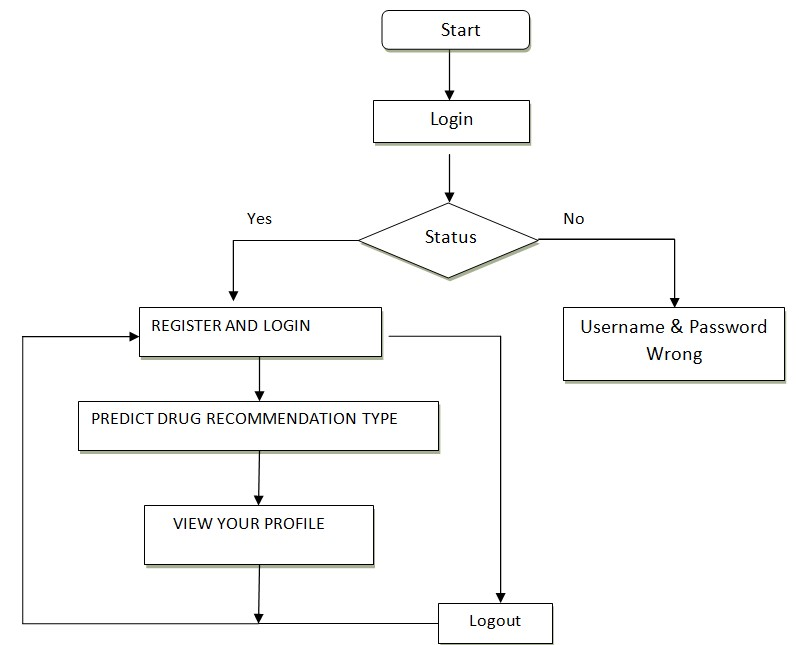 Start
Login
Status
Yes
No
REGISTER AND LOGIN
Username & Password
Wrong
PREDICT DRUG RECOMMENDATION TYPE
VIEW YOUR PROFILE
Logout